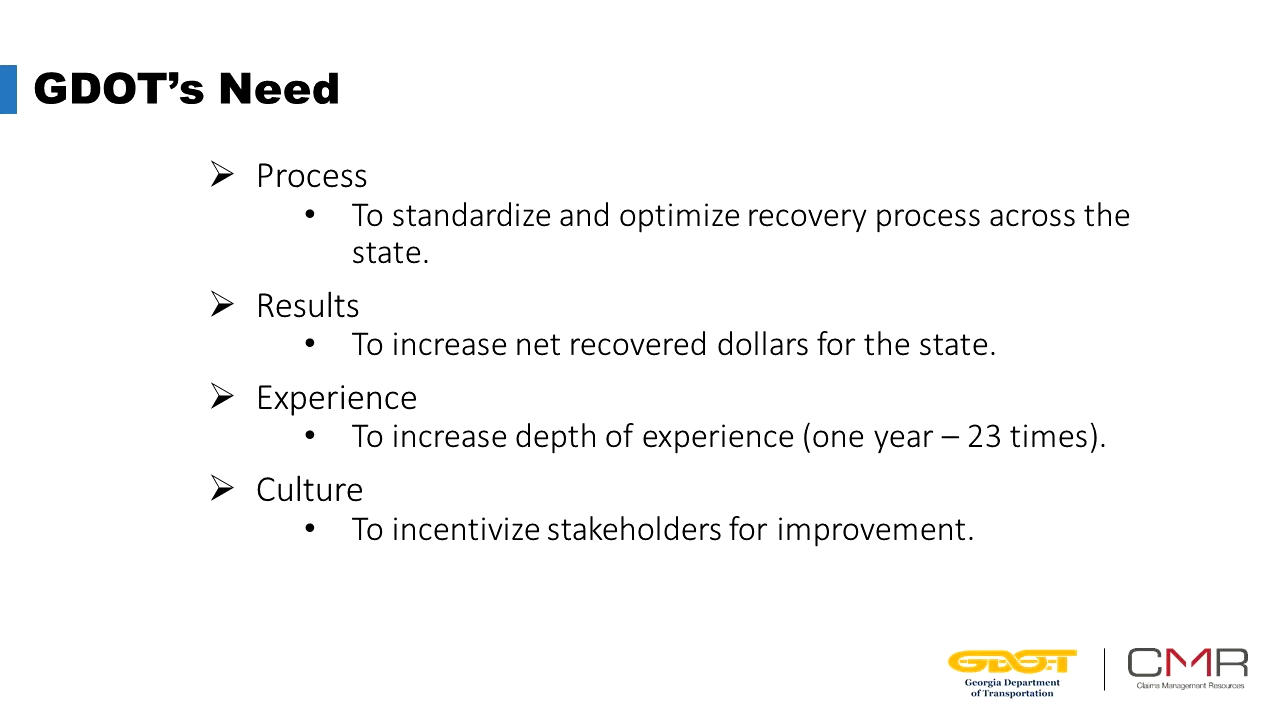 GDOT’s Need
➢ Process
• To standardize and optimize recovery process across the
state.
➢ Results
• To increase net recovered dollars for the state.
➢ Experience
• To increase depth of experience (one year – 23 times).
➢ Culture
• To incentivize stakeholders for improvement.
GDOT
Georgia Department
of Transportation
CMR
Claims Management Resources